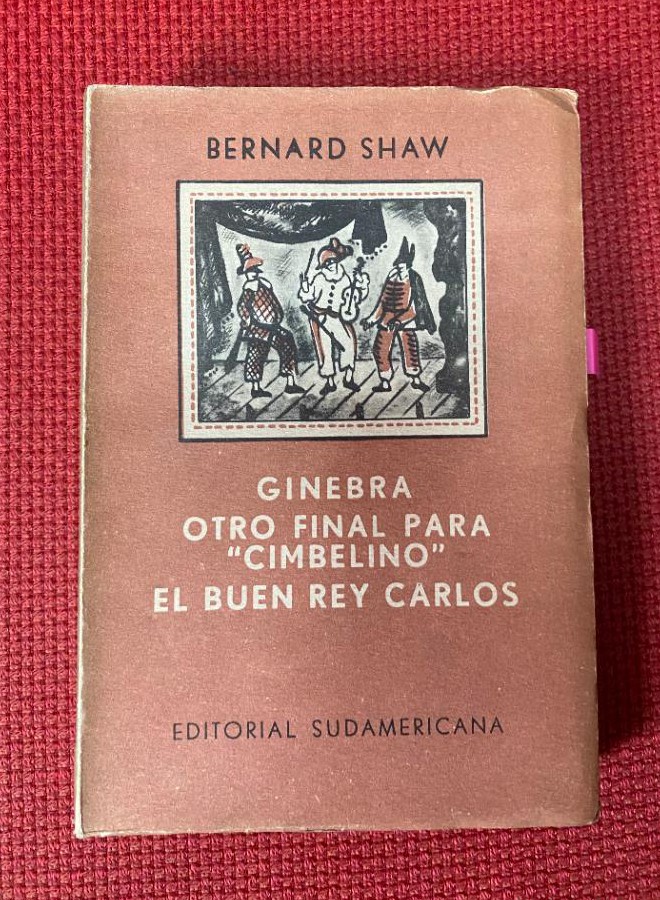 BERNARD SHAW
GINEBRA
OTRO FINAL PARA
“CIMBELINO”
EL BUEN REY CARLOS
EDITORIAL SUDAMERICANA